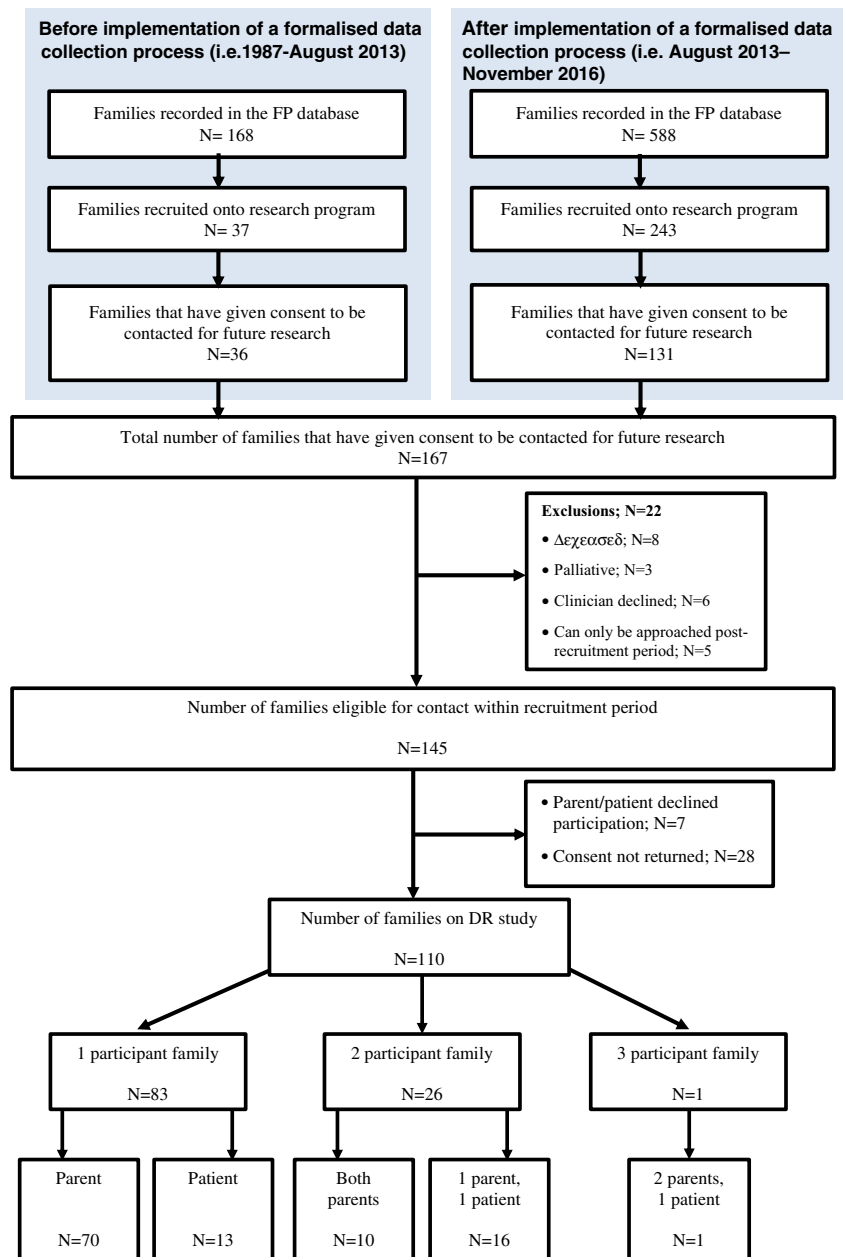 Before implementation of a formalised data
collection process (i.e.1987-August 2013)
Families recorded in the FP database
N= 168
Families recruited onto research program
N= 37
Families that have given consent to be
contacted for future research
N=36
After implementation of a formalised data
collection process (i.e. August 2013–
November 2016)
Families recorded in the FP database
N= 588
Families recruited onto research program
N= 243
Families that have given consent to be
contacted for future research
N=131
Total number of families that have given consent to be contacted for future research
N=167
Exclusions; N=22
• Δεχεασεδ; N=8
• Palliative; N=3
• Clinician declined; N=6
• Can only be approached post-
recruitment period; N=5
Number of families eligible for contact within recruitment period
N=145
• Parent/patient declined
participation; N=7
• Consent not returned; N=28
Number of families on DR study
N=110
1 participant family
N=83
2 participant family
N=26
3 participant family
N=1
Parent
N=70
Patient
N=13
Both
parents
N=10
1 parent,
1 patient
N=16
2 parents,
1 patient
N=1